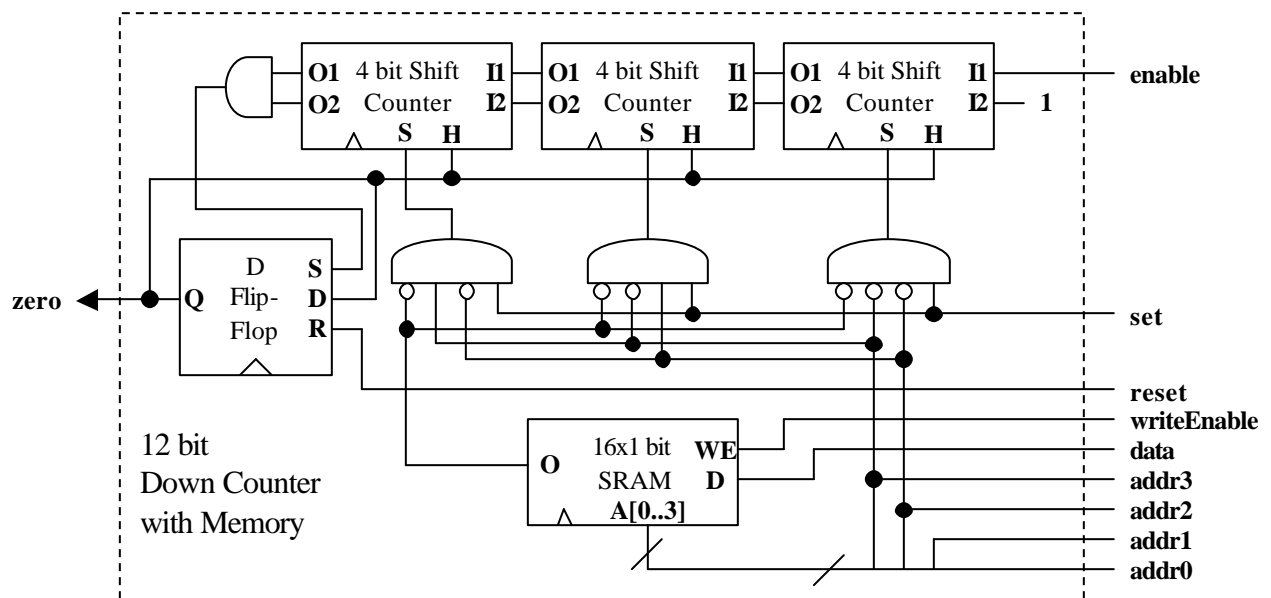 O1 4 bit Shift I1
O2 Counter I2
S H
O1 4 bit Shift I1
O2 Counter I2
S H
O1 4 bit Shift I1
O2 Counter I2
S H
enable
1
zero
Q
D
Flip-
Flop
S
D
R
set
reset
writeEnable
data
addr3
addr2
addr1
addr0
O
16x1 bit
SRAM
WE
D
A[0..3]
12 bit
Down Counter
with Memory